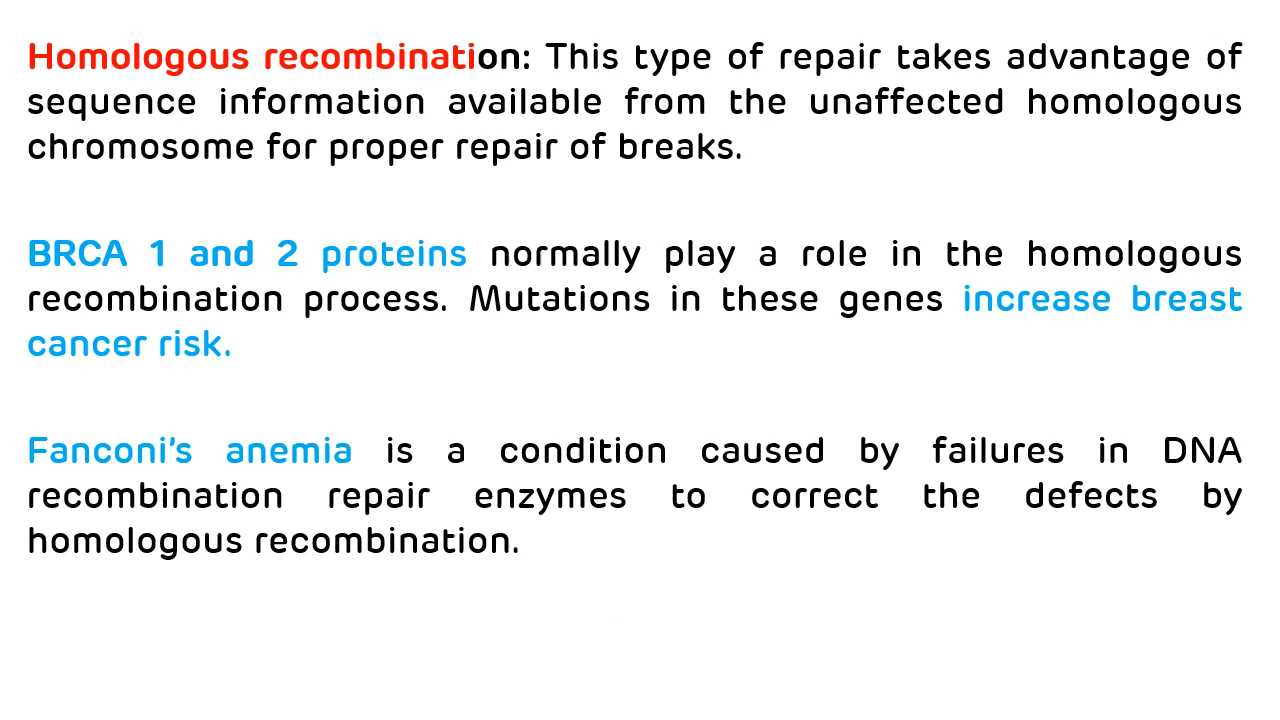 Homologous recombination: This type of repair takes advantage of
sequence information available from the unaffected homologous
chromosome for proper repair of breaks.
BRCA 1 and 2 proteins normally play a role in the homologous
recombination process. Mutations in these genes increase breast
cancer risk.
Fanconi's anemia is a condition caused by failures in DNA
recombination repair enzymes to correct the defects by
homologous recombination.